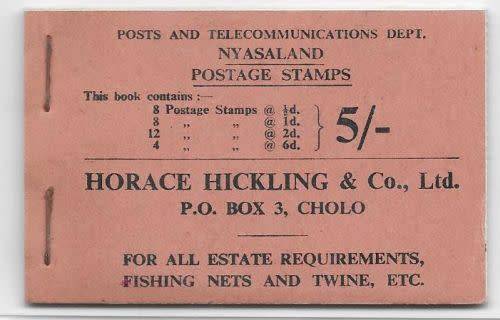 POSTS AND TELECOMMUNICATIONS DEPT.
NYASALAND
POSTAGE STAMPS
This book contains :—
8 Postage Stamps @ ½d.
8 „ „ @ 1d.
12 „ „ @ 2d.
4 „ „ @ 6d.
5/-
HORACE HICKLING & Co., Ltd.
P.O. BOX 3, CHOLO
FOR ALL ESTATE REQUIREMENTS,
FISHING NETS AND TWINE, ETC.